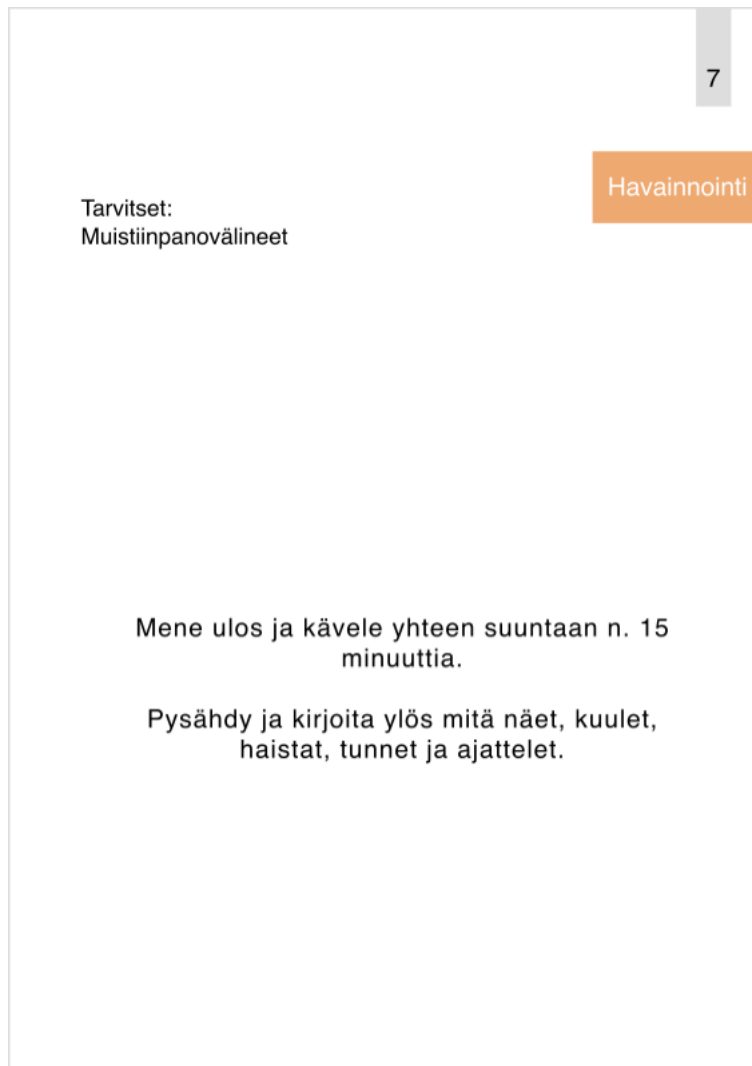 7
Havainnointi
Tarvitset:
Muistiinpanovälineet
Mene ulos ja kävele yhteen suuntaan n. 15
minuuttia.
Pysähdy ja kirjoita ylös mitä näet, kuulet,
haistat, tunnet ja ajattelet.